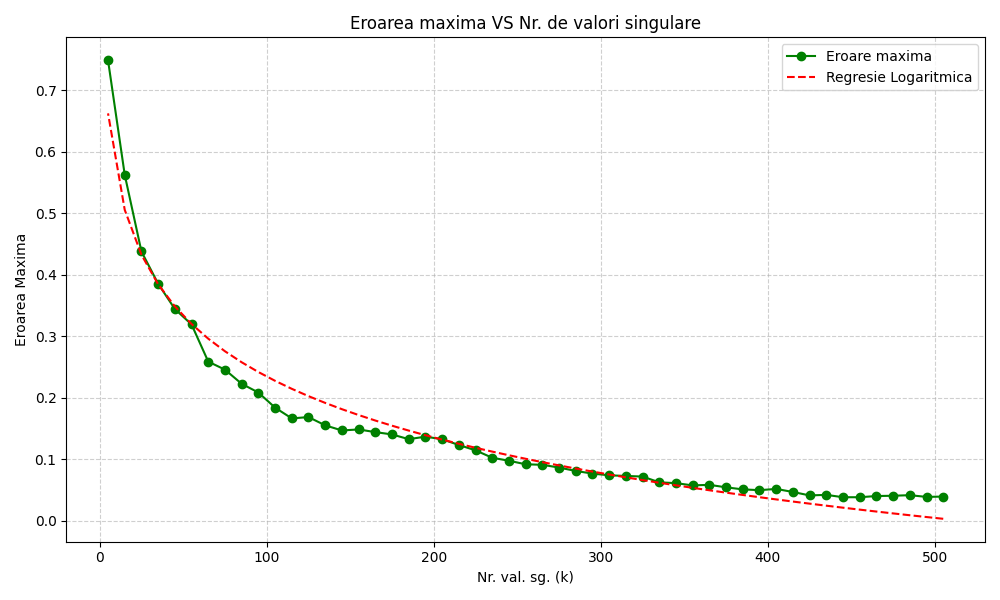 Eroarea maxima VS Nr. de valori singulare
Eroare maxima
Regresie Logaritmica
Eroarea Maxima
0.7
0.6
0.5
0.4
0.3
0.2
0.1
0.0
0 100 200 300 400 500
Nr. val. sg. (k)